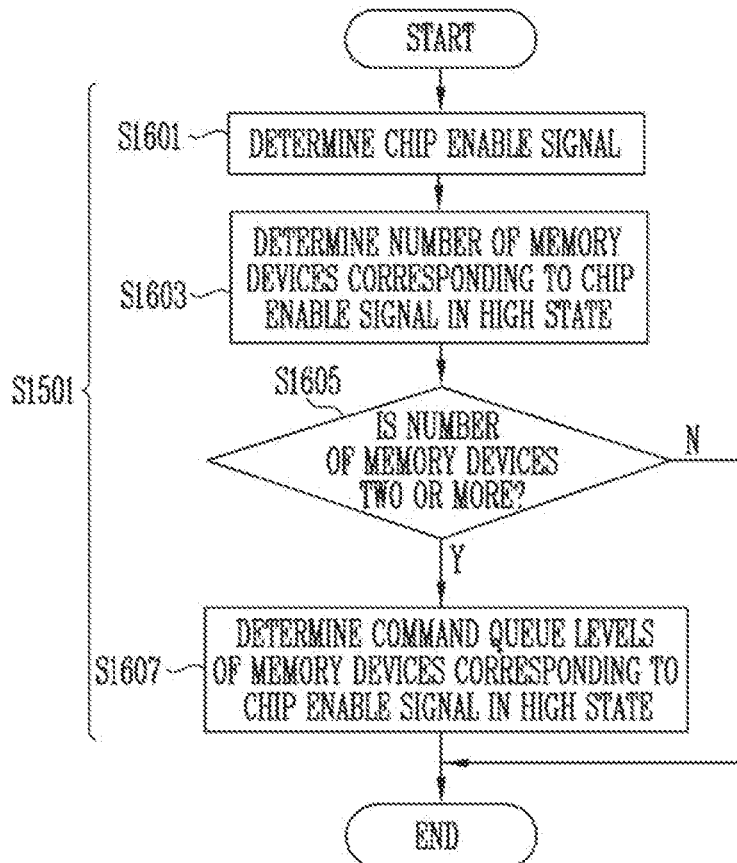 START
S1601
DETERMINE CHIP ENABLE SIGNAL
S1603
DETERMINE NUMBER OF MEMORY
DEVICES CORRESPONDING TO CHIP
ENABLE SIGNAL IN HIGH STATE
S1501
S1605
IS NUMBER
OF MEMORY DEVICES
TWO OR MORE?
N
Y
S1607
DETERMINE COMMAND QUEUE LEVELS
OF MEMORY DEVICES CORRESPONDING TO
CHIP ENABLE SIGNAL IN HIGH STATE
END